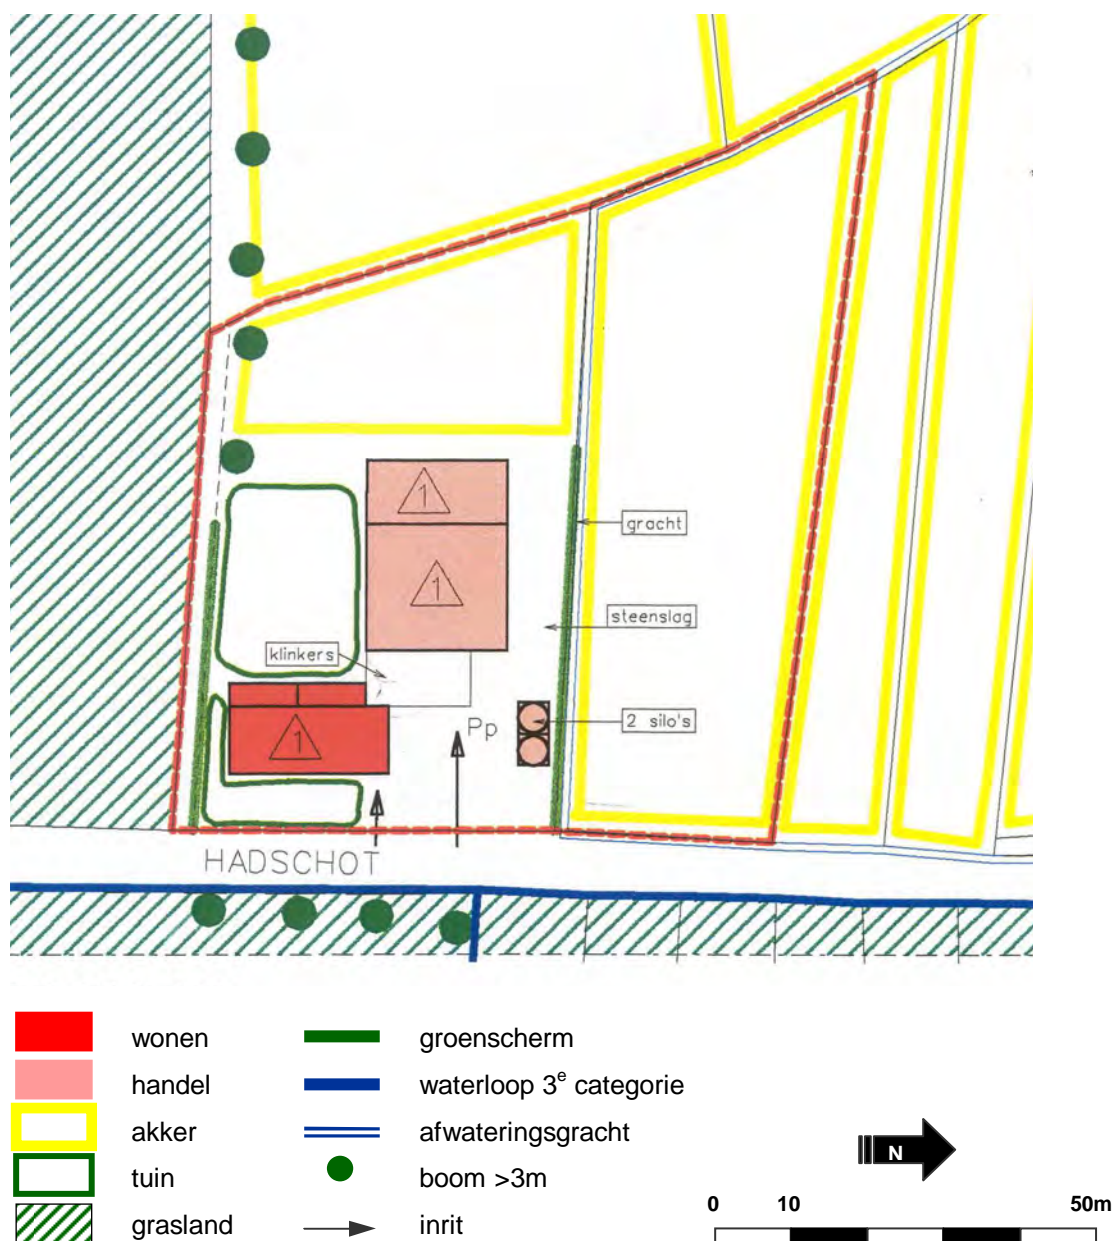 1
gracht
1
steenslag
klinkers
2 silo's
Pp
1
HADSCHOT
wonen
groenscherm
handel
waterloop 3e categorie
akker
afwateringsgracht
N
tuin
boom >3m
0 10 50m
grasland
inrit